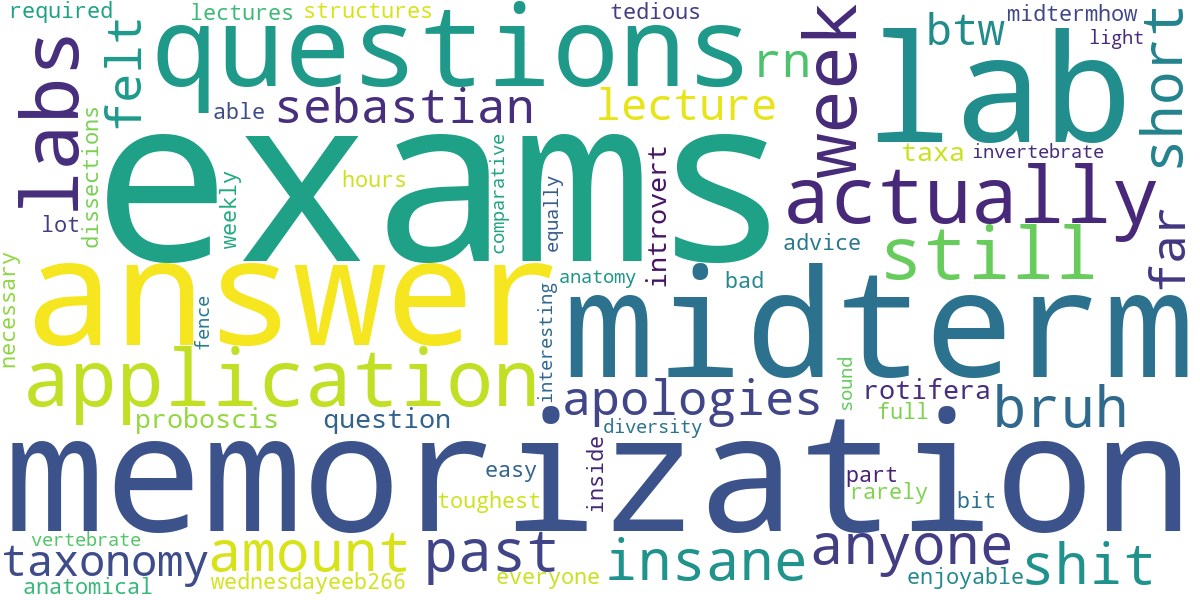 required
lectures
structures
tedious
midtermhow
light
felt
questions
rn
btw
lab
short
labs
week
able
sebastian
lecture
taxa
invertebrate
dissections
exams
hours
comparative
equally
introvert
actually
lot
weekly
advice
still
far
necessary
answer
fence
anatomy
bad
interesting
midterm
application
sound
apologies
rotifera
full
bruh
proboscis
question
diversity
memorization
easy
inside
part
rarely
toughest
bit
vertebrate
taxonomy
amount
past
insane
anyone
shit
anatomical
wednesdayeeb266
everyone
enjoyable